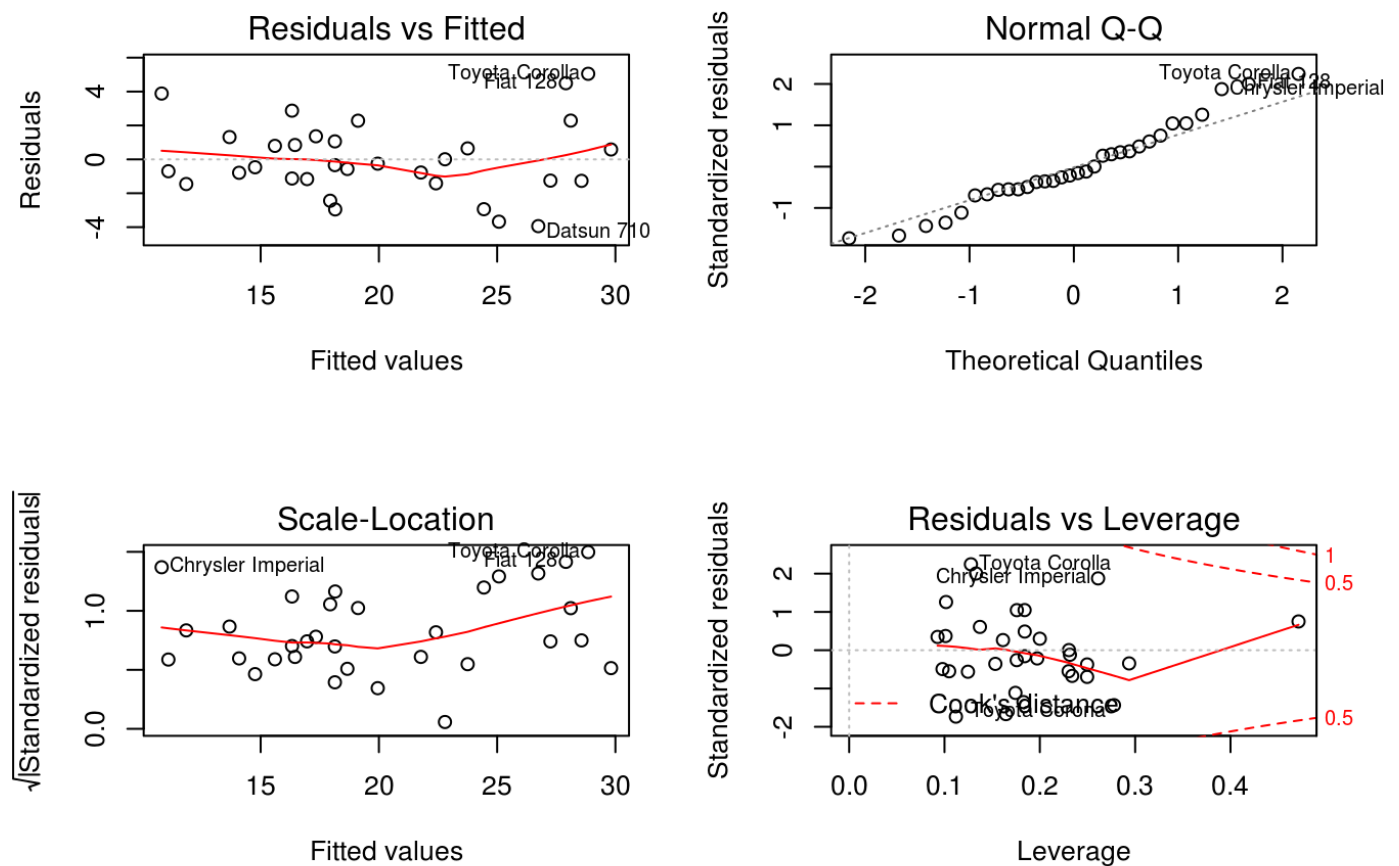 Residuals vs Fitted
Residuals
4
0
-4
Toyota Corolla
Fiat 128
Datsun 710
15 20 25 30
Fitted values
Normal Q-Q
Standardized residuals
2
1
-1
Toyota Corolla
Fiat 128
Chrysler Imperial
-2 -1 0 1 2
Theoretical Quantiles
Scale-Location
√|Standardized residuals|
1.0
0.0
Chrysler Imperial
Toyota Corolla
Fiat 128
15 20 25 30
Fitted values
Residuals vs Leverage
Standardized residuals
2
1
0
-2
Toyota Corolla
Chrysler Imperial
Toyota Corona
Cook's distance
1
0.5
0.5
0.0 0.1 0.2 0.3 0.4
Leverage